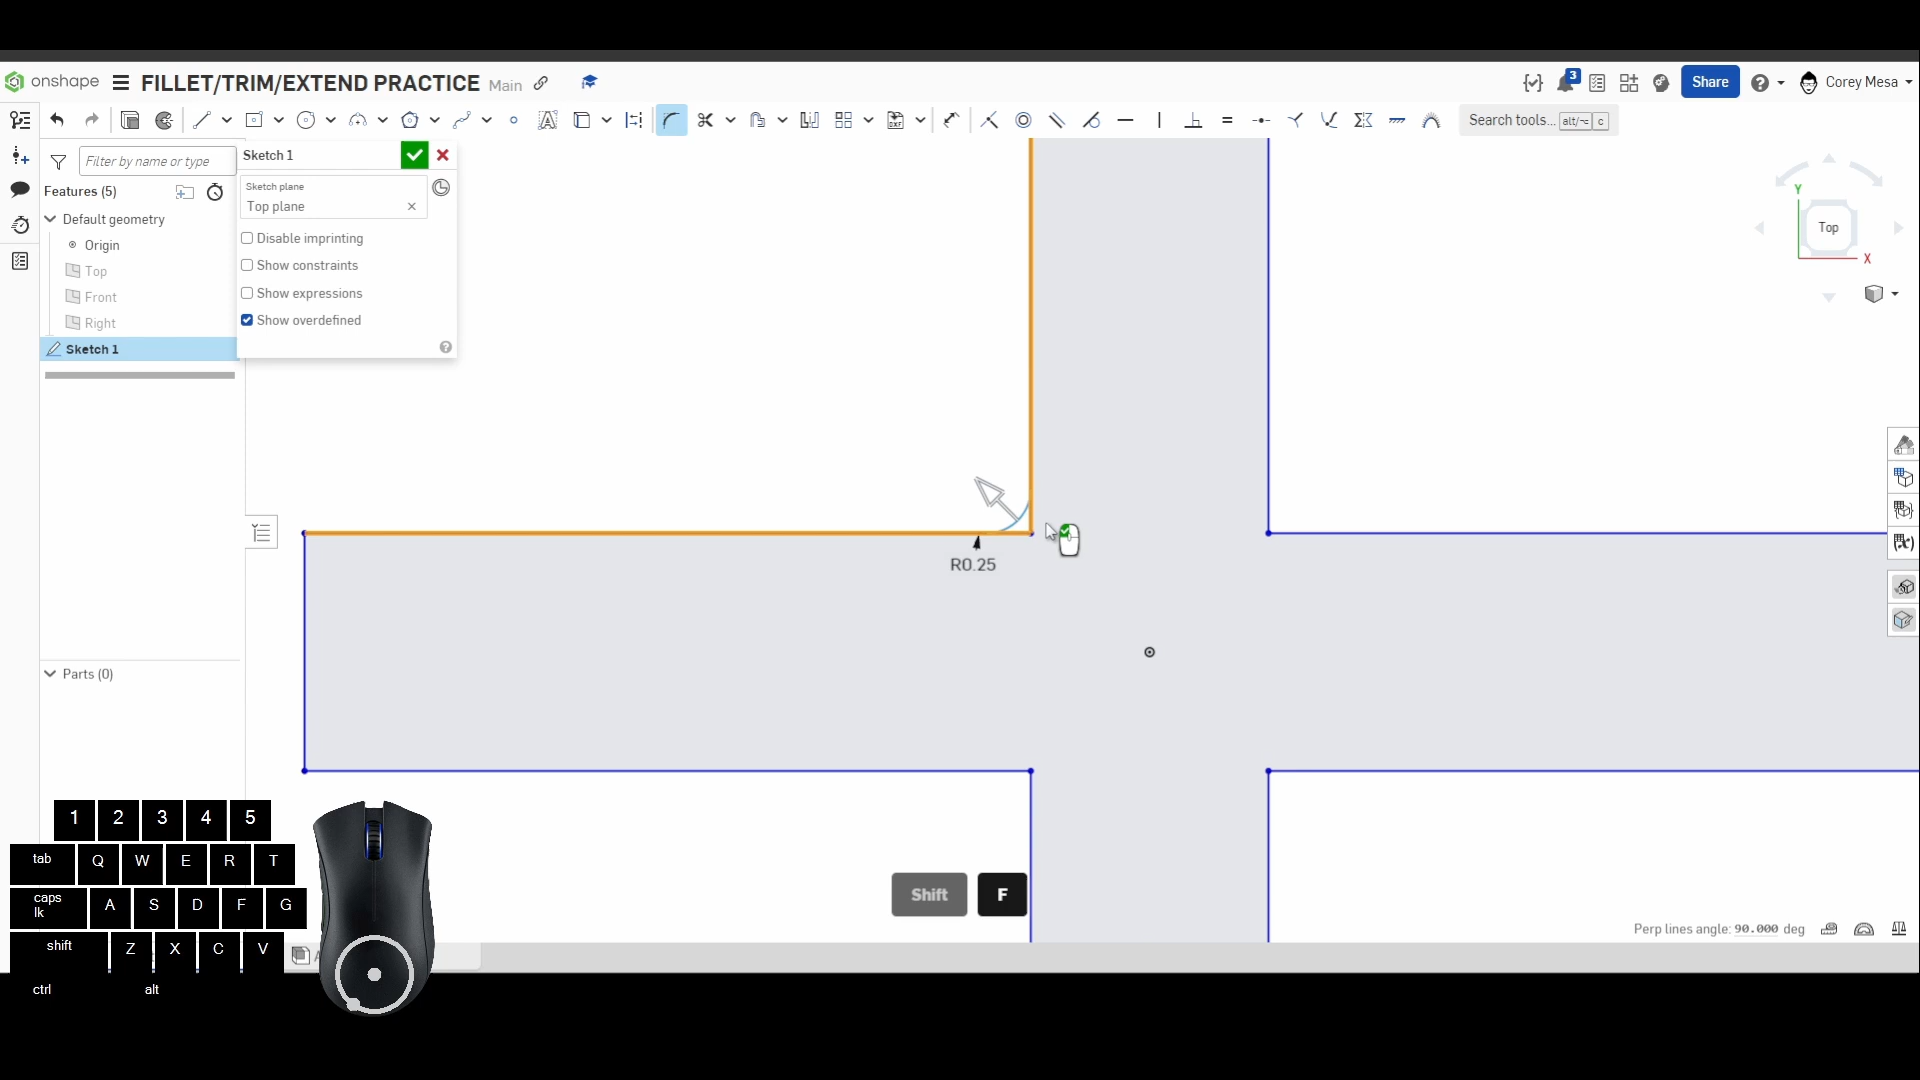 onshape FILLET/TRIM/EXTEND PRACTICE Main 3 Share Corey Mesa
Search tools... alt/⌥ c
Filter by name or type
Features (5)
Default geometry
Origin
Top
Front
Right
Sketch 1
Sketch 1
Sketch plane
Top plane
Disable imprinting
Show constraints
Show expressions
Show overdefined
Y
Top
X
(x)
R0.25
Parts (0)
Shift F
Perp lines angle: 90.000 deg
1 2 3 4 5
tab Q W E R T
caps
lk
A S D F G
shift Z X C V
ctrl alt